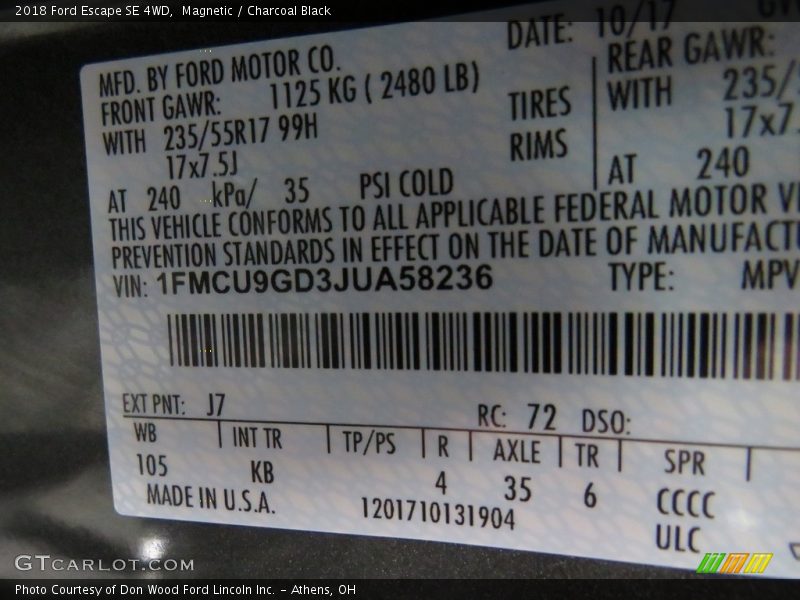 2018 Ford Escape SE 4WD, Magnetic / Charcoal Black
DATE: 10/17
MFD. BY FORD MOTOR CO.
FRONT GAWR: 1125 KG ( 2480 LB)
REAR GAWR:
WITH 235/55R17 99H TIRES WITH 235/
17x7.5J RIMS 17x7.
AT 240 kPa/ 35 PSI COLD AT 240
THIS VEHICLE CONFORMS TO ALL APPLICABLE FEDERAL MOTOR
PREVENTION STANDARDS IN EFFECT ON THE DATE OF MANUFACT
VIN: 1FMCU9GD3JUA58236 TYPE: MPV
EXT PNT: J7 RC: 72 DSO:
WB INT TR TP/PS R AXLE TR SPR
105 KB 4 35 6 CCCC
MADE IN U.S.A. 1201710131904 ULC
GTCARLOT.COM
Photo Courtesy of Don Wood Ford Lincoln Inc. - Athens, OH